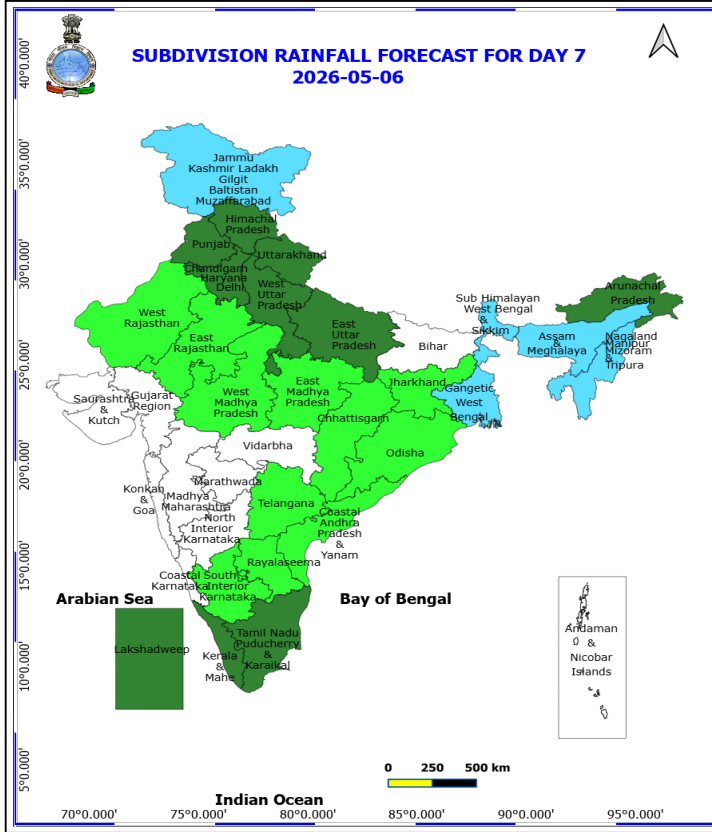 SUBDIVISION RAINFALL FORECAST FOR DAY 7
2026-05-06
40°0.000'
35°0.000'
30°0.000'
25°0.000'
20°0.000'
15°0.000'
10°0.000'
5°0.000'
Jammu
Kashmir Ladakh
Gilgit
Baltistan
Muzaffarabad
Himachal
Pradesh
Punjab
Uttarakhand
Chandigarh
Haryana
Delhi
West
Uttar
Pradesh
East
Uttar
Pradesh
West
Rajasthan
East
Rajasthan
Bihar
Sub Himalayan
West Bengal
&
Sikkim
Arunachal
Pradesh
Assam
&
Meghalaya
Nagaland
Manipur
Mizoram
&
Tripura
Saurashtra
&
Kutch
Gujarat
Region
West
Madhya
Pradesh
East
Madhya
Pradesh
Jharkhand
Gangetic
West
Bengal
Chhattisgarh
Odisha
Vidarbha
Konkan
&
Goa
Madhya
Maharashtra
Marathwada
North
Interior
Karnataka
Telangana
Coastal
Andhra
Pradesh
&
Yanam
Rayalaseema
Coastal
Karnataka
South
Interior
Karnataka
Arabian Sea
Bay of Bengal
Lakshadweep
Kerala
&
Mahe
Tamil Nadu
Puducherry
&
Karaikal
Andaman
&
Nicobar
Islands
0 250 500 km
Indian Ocean
70°0.000' 75°0.000' 80°0.000' 85°0.000' 90°0.000' 95°0.000'